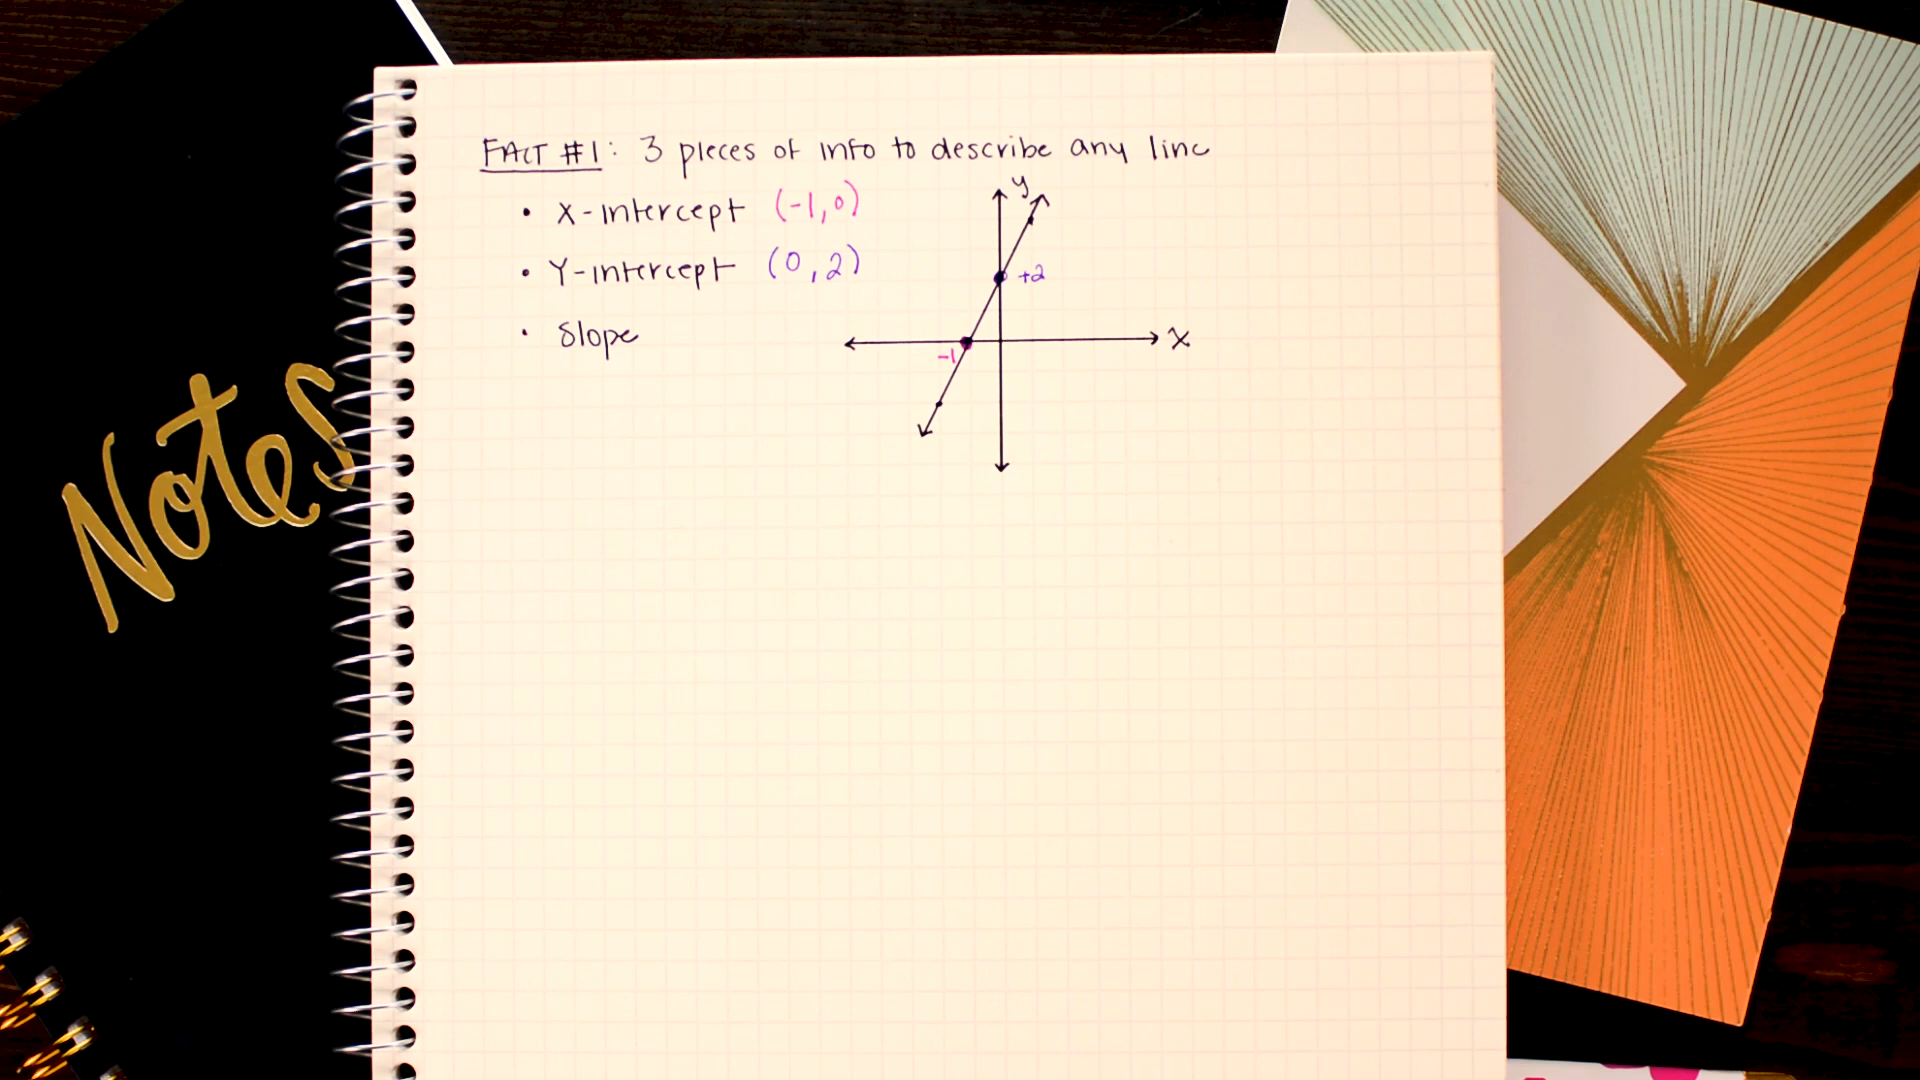 FACT #1: 3 pieces of info to describe any line
• X-intercept (-1,0)
• Y-intercept (0,2)
• Slope
y
+2
X
-1
Notes